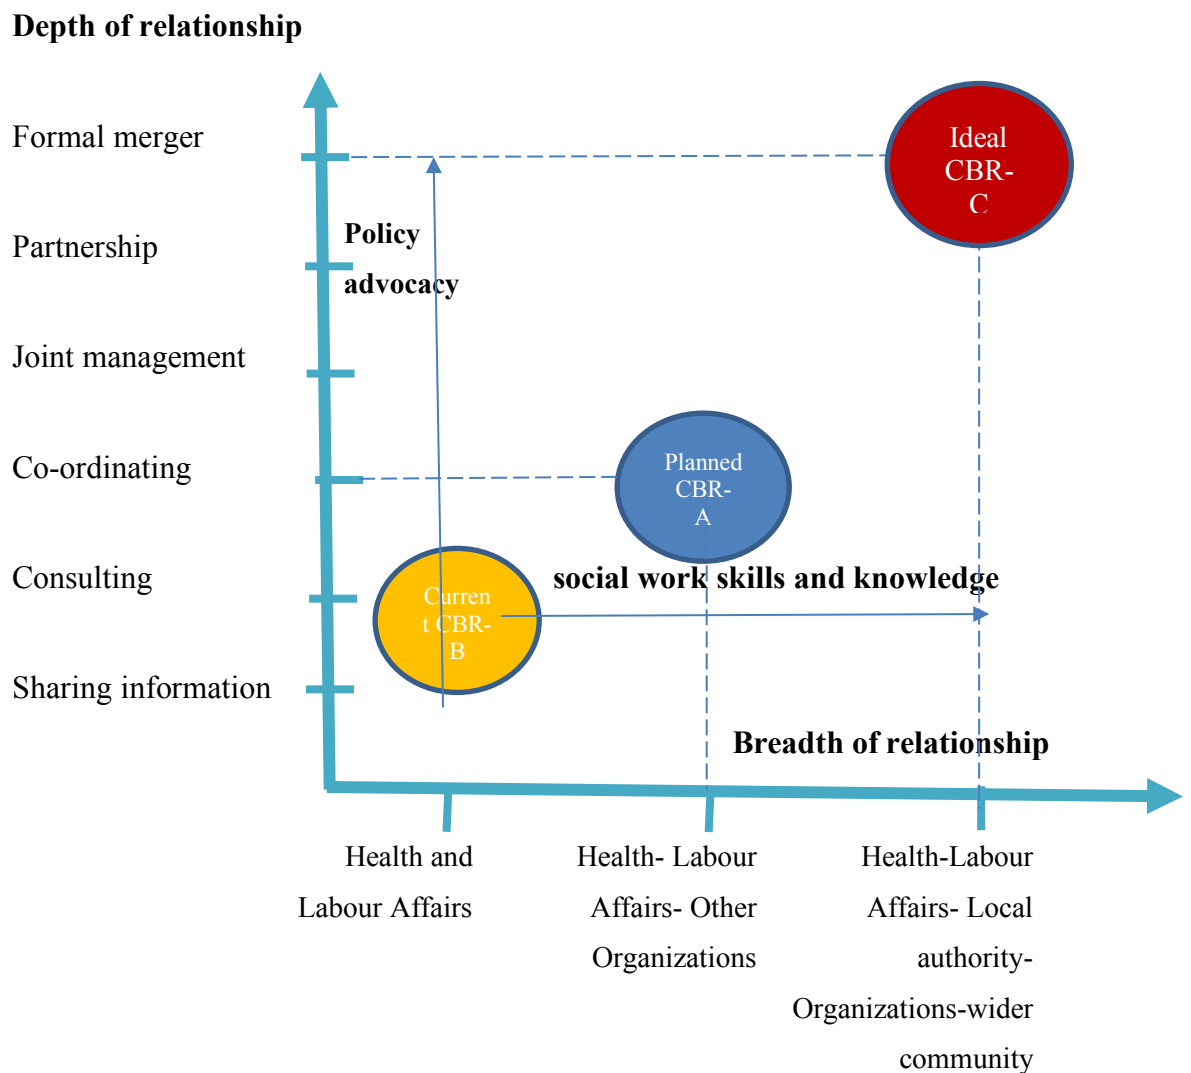 Depth of relationship
Formal merger
Ideal
CBR-
C
Partnership
Policy
advocacy
Joint management
Co-ordinating
Planned
CBR-
A
Consulting
social work skills and knowledge
Curren
t CBR-
B
Sharing information
Breadth of relationship
Health and
Labour Affairs
Health- Labour
Affairs- Other
Organizations
Health-Labour
Affairs- Local
authority-
Organizations-wider
community